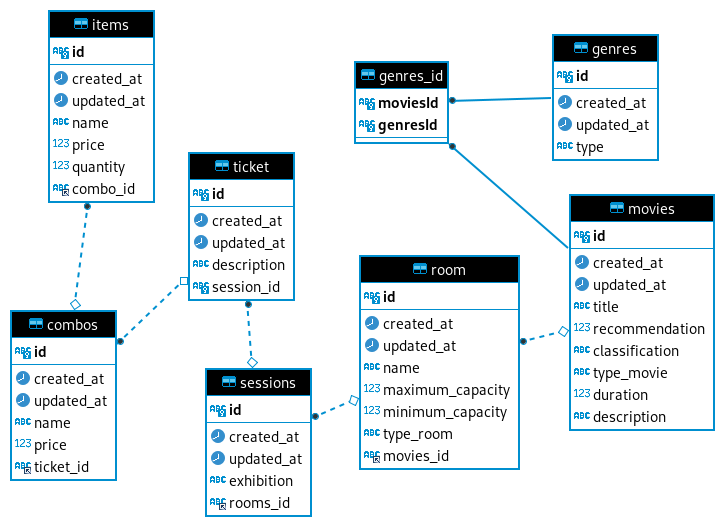 items
id
created_at
updated_at
name
price
quantity
combo_id
genres_id
moviesId
genresId
genres
id
created_at
updated_at
type
ticket
id
created_at
updated_at
description
session_id
movies
id
created_at
updated_at
title
recommendation
classification
type_movie
duration
description
room
id
created_at
updated_at
name
maximum_capacity
minimum_capacity
type_room
movies_id
combos
id
created_at
updated_at
name
price
ticket_id
sessions
id
created_at
updated_at
exhibition
rooms_id